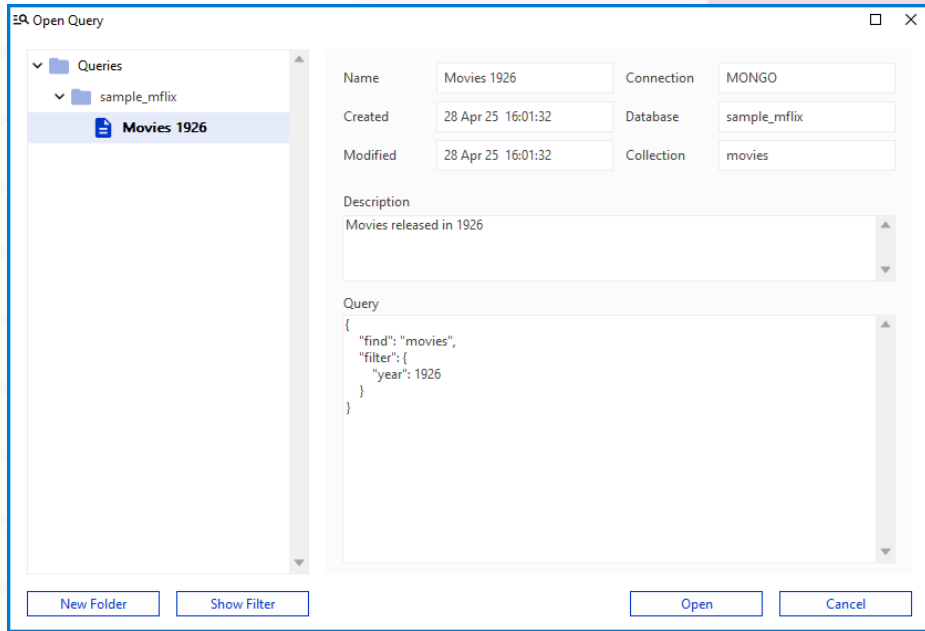 Open Query
Queries
sample_mflix
Movies 1926
Name Movies 1926 Connection MONGO
Created 28 Apr 25 16:01:32 Database sample_mflix
Modified 28 Apr 25 16:01:32 Collection movies
Description
Movies released in 1926
Query
{
"find": "movies",
"filter": {
"year": 1926
}
}
New Folder Show Filter Open Cancel